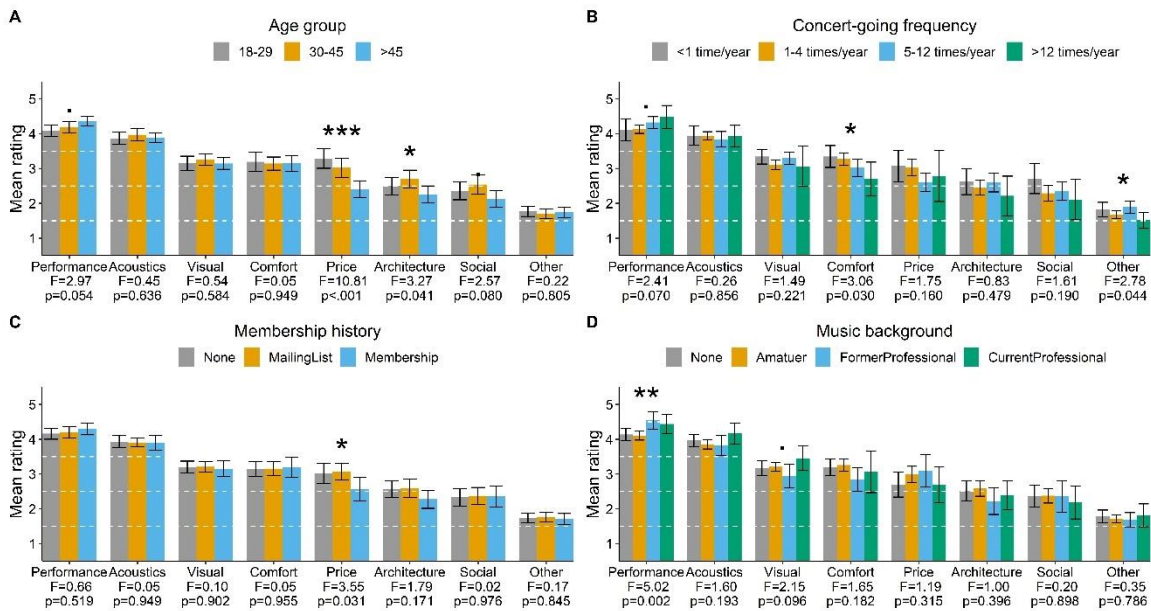 A
Age group
18-29 30-45 >45
Mean rating
5
4
3
2
1
. *** * .
Performance Acoustics Visual Comfort Price Architecture Social Other
F=2.97 F=0.45 F=0.54 F=0.05 F=10.81 F=3.27 F=2.57 F=0.22
p=0.054 p=0.636 p=0.584 p=0.949 p<.001 p=0.041 p=0.080 p=0.805
B
Concert-going frequency
<1 time/year 1-4 times/year 5-12 times/year >12 times/year
Mean rating
5
4
3
2
1
. * *
Performance Acoustics Visual Comfort Price Architecture Social Other
F=2.41 F=0.26 F=1.49 F=3.06 F=1.75 F=0.83 F=1.61 F=2.78
p=0.070 p=0.856 p=0.221 p=0.030 p=0.160 p=0.479 p=0.190 p=0.044
C
Membership history
None MailingList Membership
Mean rating
5
4
3
2
1
*
Performance Acoustics Visual Comfort Price Architecture Social Other
F=0.66 F=0.05 F=0.10 F=0.05 F=3.55 F=1.79 F=0.02 F=0.17
p=0.519 p=0.949 p=0.902 p=0.955 p=0.031 p=0.171 p=0.976 p=0.845
D
Music background
None Amatuer FormerProfessional CurrentProfessional
Mean rating
5
4
3
2
1
** .
Performance Acoustics Visual Comfort Price Architecture Social Other
F=5.02 F=1.60 F=2.15 F=1.65 F=1.19 F=1.00 F=0.20 F=0.35
p=0.002 p=0.193 p=0.096 p=0.182 p=0.315 p=0.396 p=0.898 p=0.786